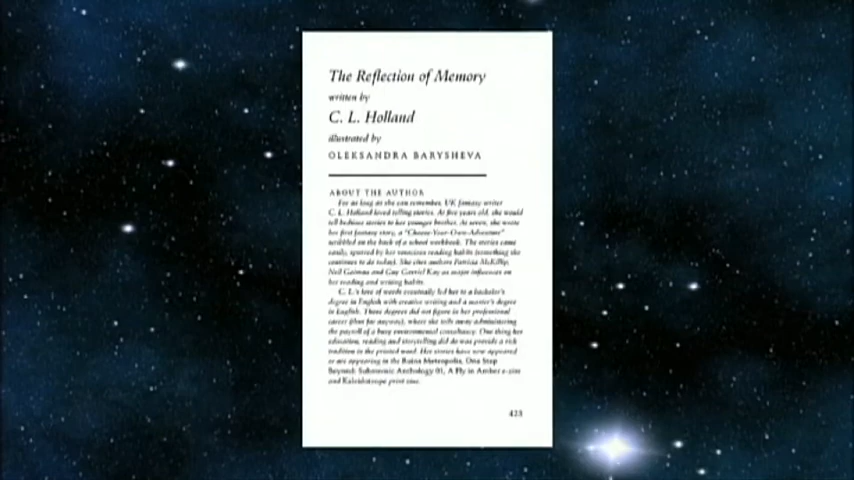 The Reflection of Memory
written by
C. L. Holland
illustrated by
OLEKSANDRA BARYSHEVA
ABOUT THE AUTHOR
For as long as she can remember, UK fantasy writer
C. L. Holland loved telling stories. At five years old, she would
tell bedtime stories to her younger brother. At seven, she wrote
her first fantasy story, a "Choose-Your-Own-Adventure"
scribbled on the back of a school workbook. The stories came
easily, spurred by her voracious reading habits (something she
continues to do today). She cites authors Patricia McKillip,
Neil Gaiman and Guy Gavriel Kay as major influences on
her reading and writing habits.
C. L.'s love of words eventually led her to a bachelor's
degree in English with creative writing and a master's degree
in English. Those degrees did not figure in her professional
career (thus far anyway), where she toils away administering
the payroll of a busy environmental consultancy. One thing her
education, reading and storytelling did do was provide a rich
tradition in the printed word. Her stories have now appeared
or are appearing in the Ruins Metropolis, One Step
Beyond: Submorsic Anthology 01, A Fly in Amber e-zine
and Kaleidotrope print zine.
423